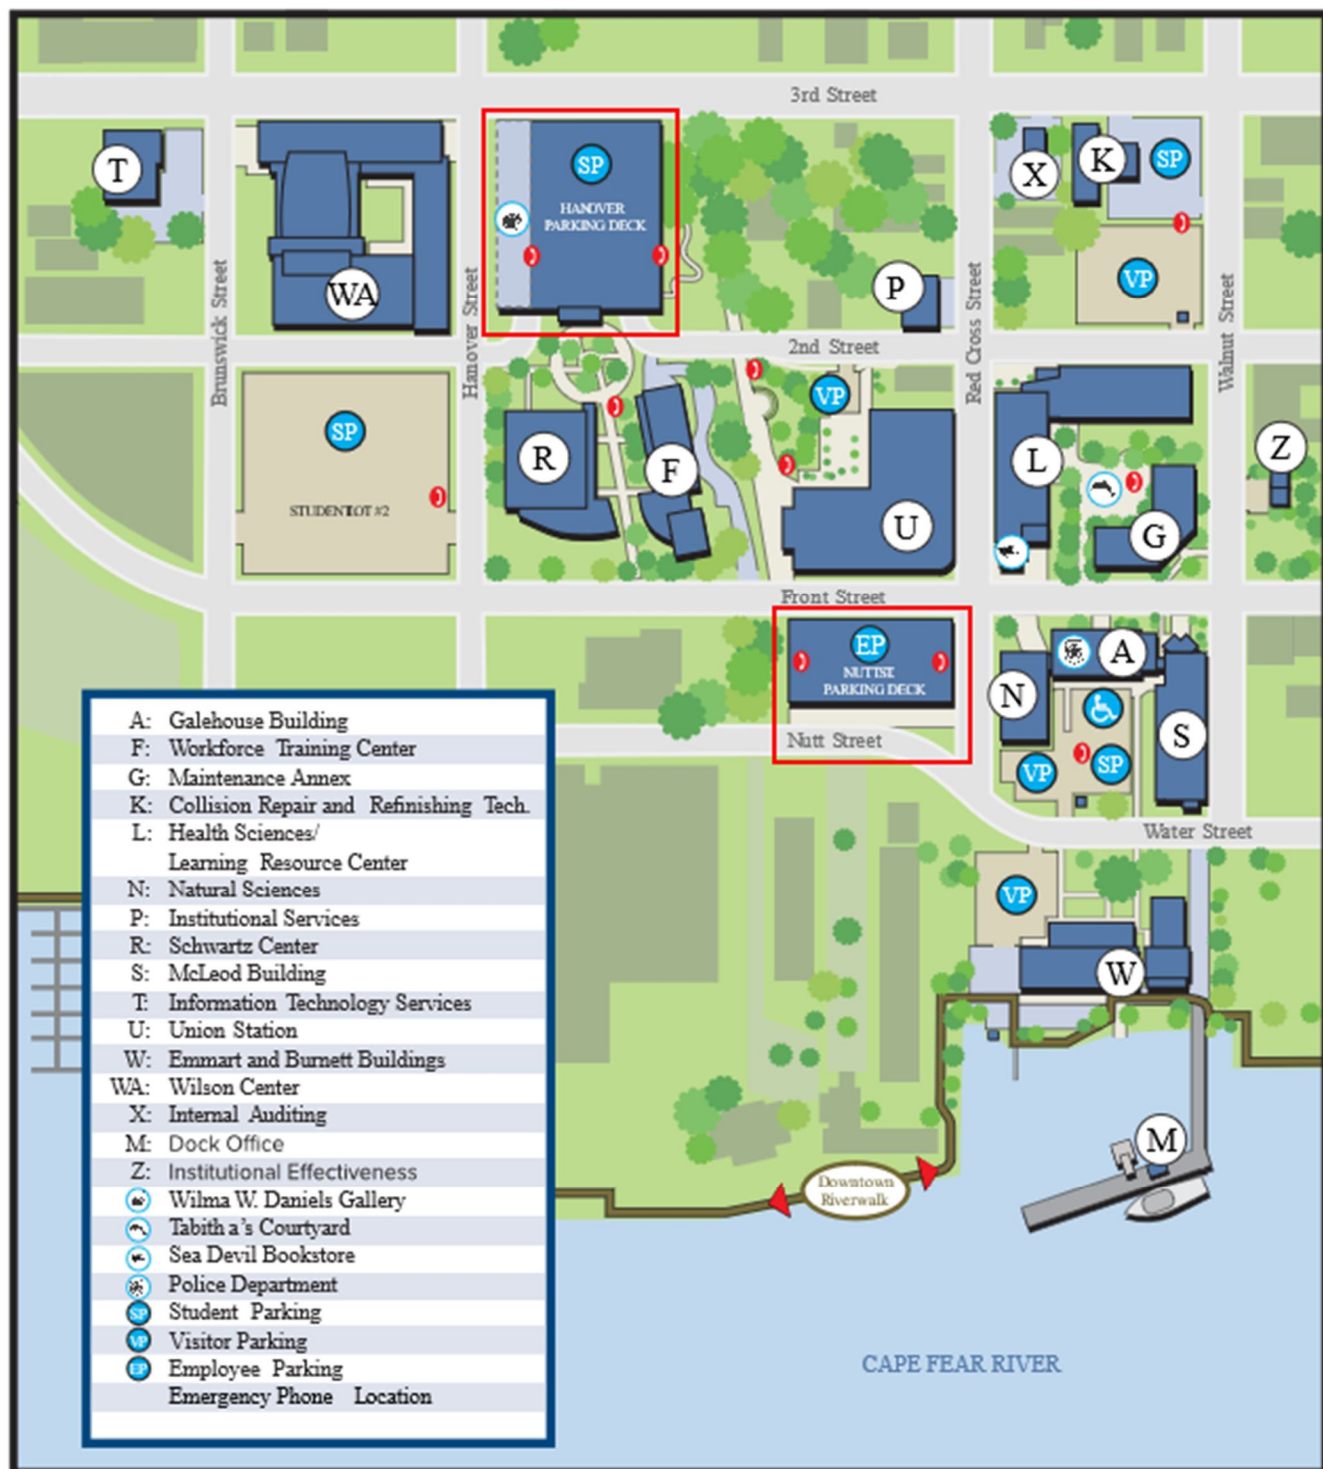 3rd Street
T
SP
HANOVER
PARKING DECK
X
K
SP
WA
P
VP
Brunswick Street
Hanover Street
2nd Street
Red Cross Street
Walnut Street
SP
STUDENTLOT #2
R
F
VP
U
L
G
Z
Front Street
EP
NUTT ST.
PARKING DECK
Nutt Street
N
A
S
VP
SP
Water Street
VP
W
M
Downtown
Riverwalk
CAPE FEAR RIVER
A: Galehouse Building
F: Workforce Training Center
G: Maintenance Annex
K: Collision Repair and Refinishing Tech.
L: Health Sciences/
Learning Resource Center
N: Natural Sciences
P: Institutional Services
R: Schwartz Center
S: McLeod Building
T: Information Technology Services
U: Union Station
W: Emmart and Burnett Buildings
WA: Wilson Center
X: Internal Auditing
M: Dock Office
Z: Institutional Effectiveness
Wilma W. Daniels Gallery
Tabitha's Courtyard
Sea Devil Bookstore
Police Department
SP Student Parking
VP Visitor Parking
EP Employee Parking
Emergency Phone Location